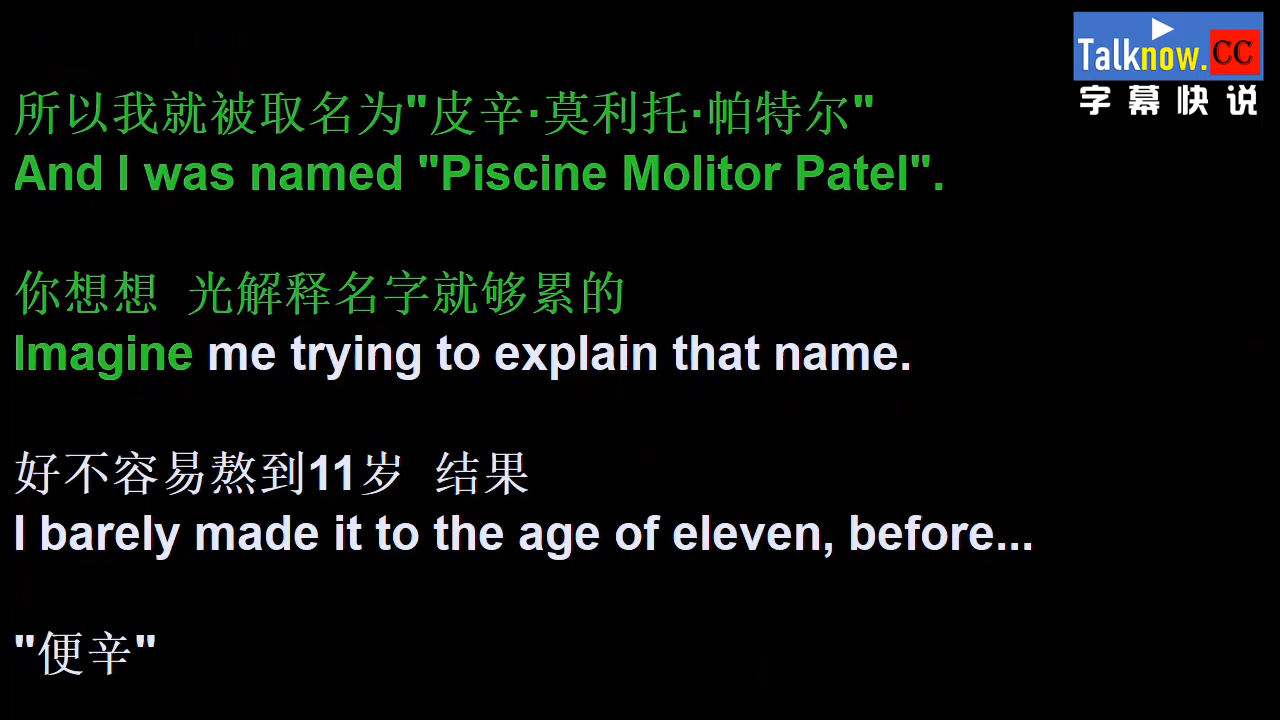 Talknow.CC
字幕快说
所以我就被取名为"皮辛·莫利托·帕特尔"
And I was named "Piscine Molitor Patel".
你想想 光解释名字就够累的
Imagine me trying to explain that name.
好不容易熬到11岁 结果
I barely made it to the age of eleven, before...
"便辛"